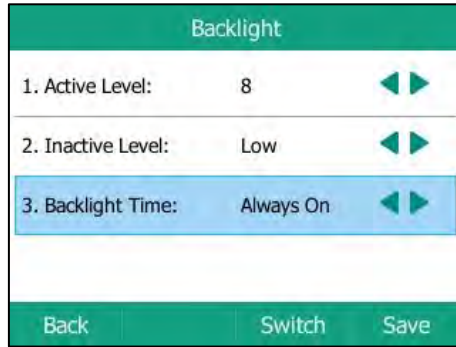 Backlight
1. Active Level: 8
2. Inactive Level: Low
3. Backlight Time: Always On
Back Switch Save